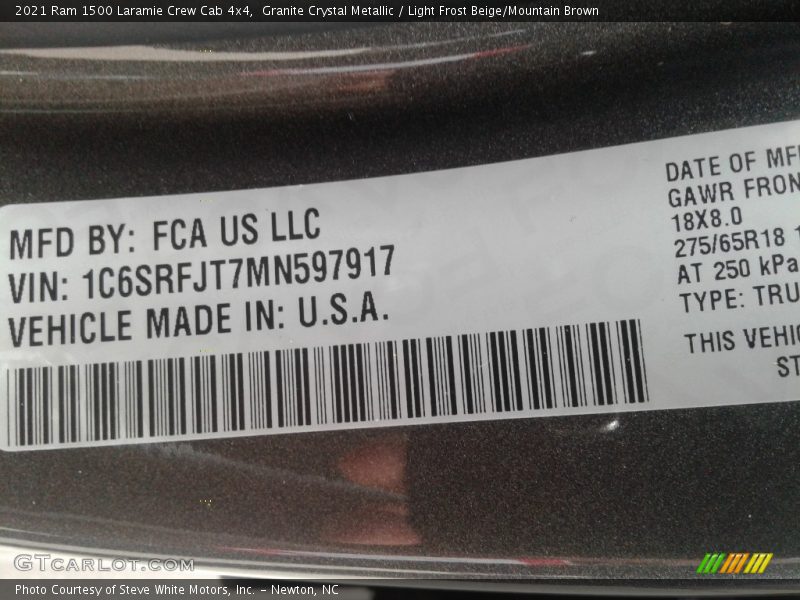 2021 Ram 1500 Laramie Crew Cab 4x4, Granite Crystal Metallic / Light Frost Beige/Mountain Brown
MFD BY: FCA US LLC
VIN: 1C6SRFJT7MN597917
VEHICLE MADE IN: U.S.A.
DATE OF MF
GAWR FRON
18X8.0
275/65R18 1
AT 250 kPa
TYPE: TRU
THIS VEHIC
ST
GTCARLOT.COM
Photo Courtesy of Steve White Motors, Inc. – Newton, NC